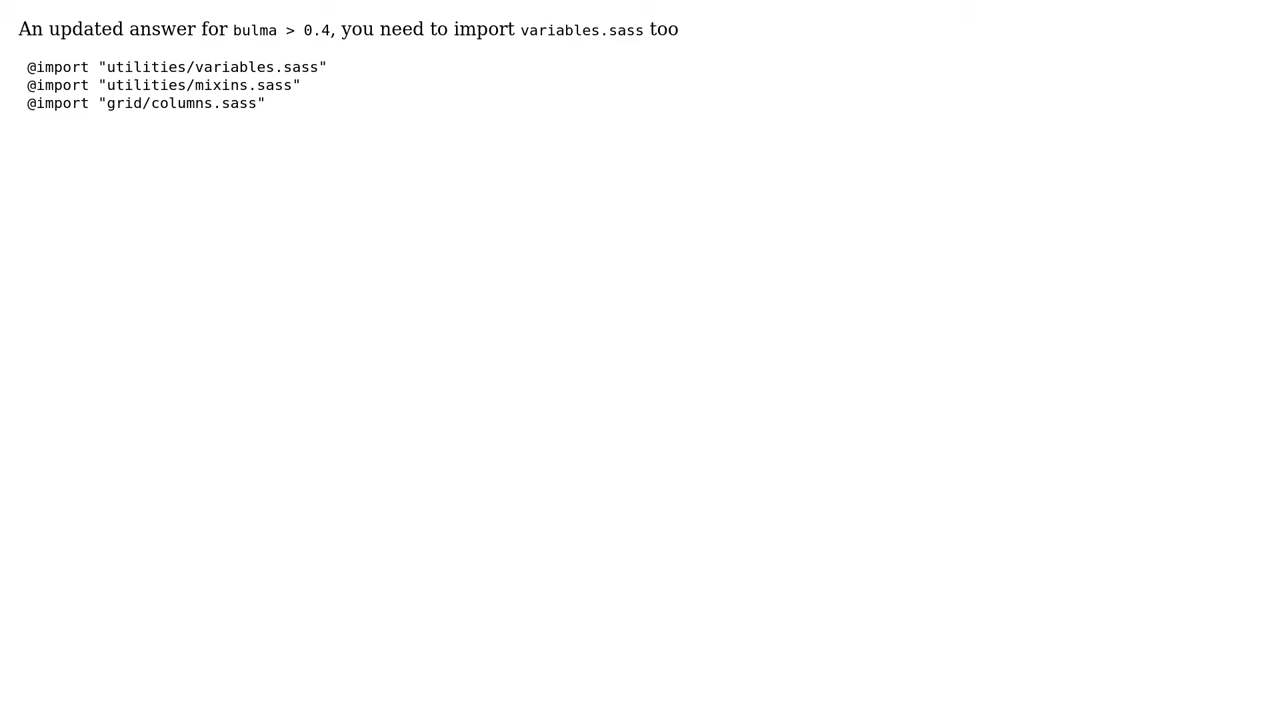 An updated answer for bulma > 0.4, you need to import variables.sass too
@import "utilities/variables.sass"
@import "utilities/mixins.sass"
@import "grid/columns.sass"